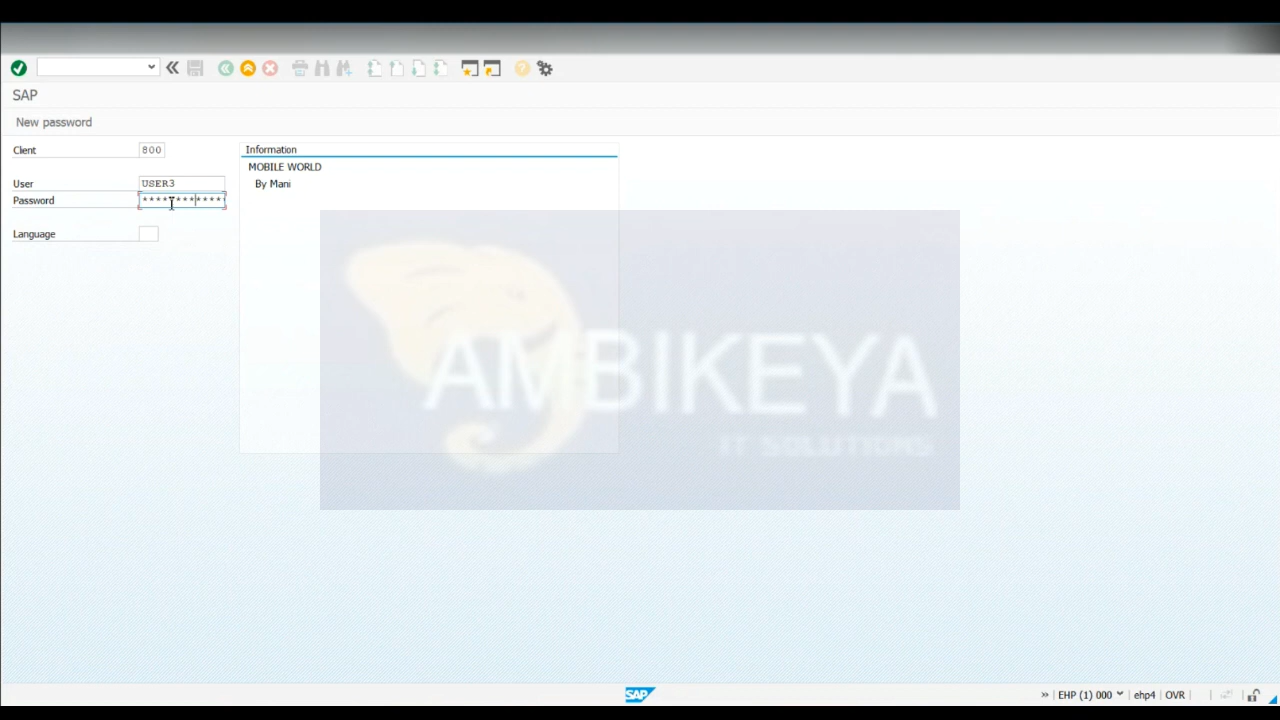 SAP
New password
Client 800
User USER3
Password **************
Language
Information
MOBILE WORLD
By Mani
AMBIKEYA
IT SOLUTIONS
SAP
» EHP (1) 000 ehp4 OVR